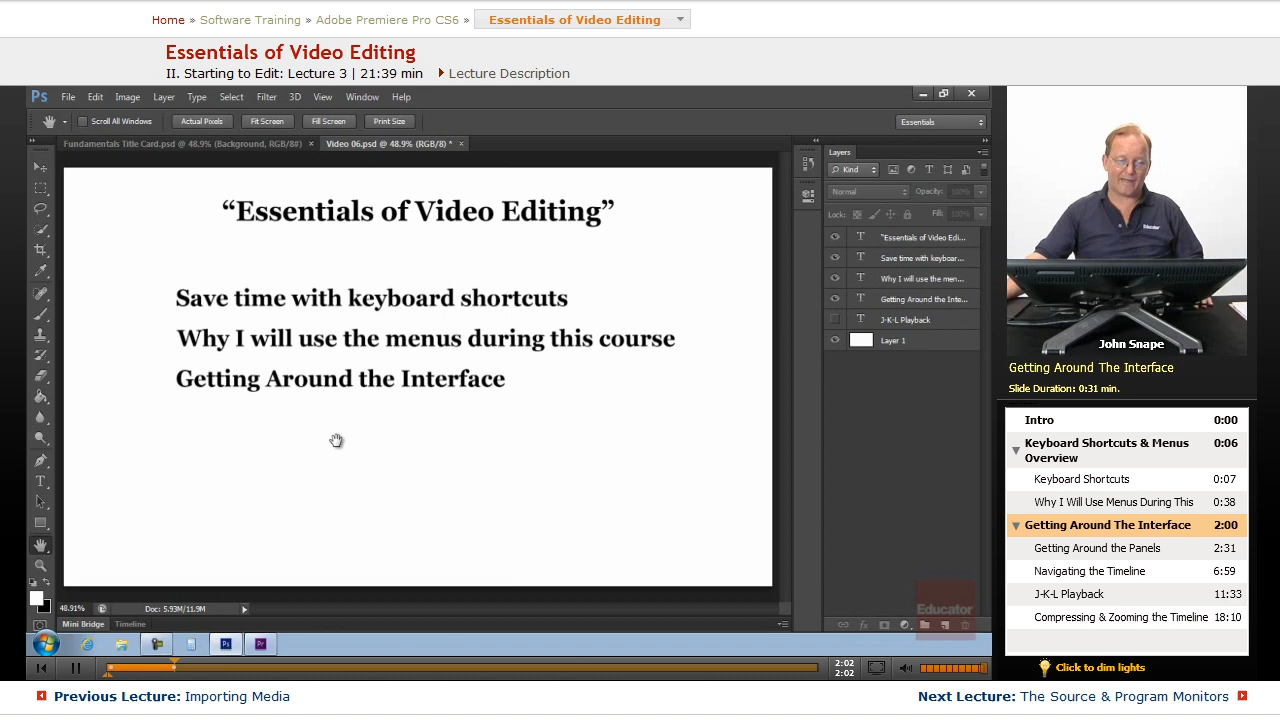 Home » Software Training » Adobe Premiere Pro CS6 » Essentials of Video Editing
Essentials of Video Editing
II. Starting to Edit: Lecture 3 | 21:39 min Lecture Description
Ps File Edit Image Layer Type Select Filter 3D View Window Help
Scroll All Windows Actual Pixels Fit Screen Fill Screen Print Size Essentials
Fundamentals Title Card.psd @ 48.9% (Background, RGB/8#) × Video 06.psd @ 48.9% (RGB/8) * ×
“Essentials of Video Editing”
Save time with keyboard shortcuts
Why I will use the menus during this course
Getting Around the Interface
48.91% Doc: 5.93M/11.9M
Mini Bridge Timeline
Layers
Kind
Normal Opacity: 100%
Lock: Fill: 100%
"Essentials of Video Edi...
Save time with keyboar...
Why I will use the men...
Getting Around the Inte...
J-K-L Playback
Layer 1
Educator
2:02
2:02
Educator
John Snape
Getting Around The Interface
Slide Duration: 0:31 min.
Intro 0:00
Keyboard Shortcuts & Menus 0:06
Overview
Keyboard Shortcuts 0:07
Why I Will Use Menus During This 0:38
Getting Around The Interface 2:00
Getting Around the Panels 2:31
Navigating the Timeline 6:59
J-K-L Playback 11:33
Compressing & Zooming the Timeline 18:10
Click to dim lights
Previous Lecture: Importing Media
Next Lecture: The Source & Program Monitors